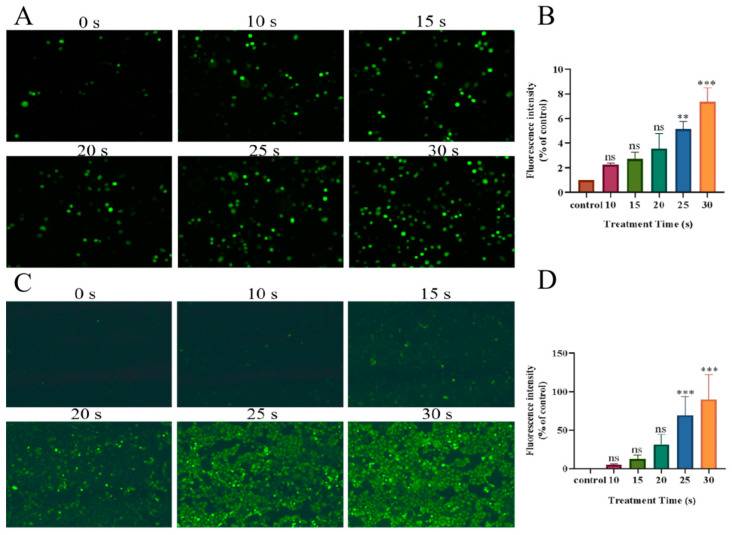 A
0 s
10 s
15 s
20 s
25 s
30 s
B
Fluorescence intensity
(% of control)
10
8
6
4
2
0
ns
ns
ns
**
***
control 10 15 20 25 30
Treatment Time (s)
C
0 s
10 s
15 s
20 s
25 s
30 s
D
Fluorescence intensity
(% of control)
150
100
50
0
ns
ns
ns
***
***
control 10 15 20 25 30
Treatment Time (s)